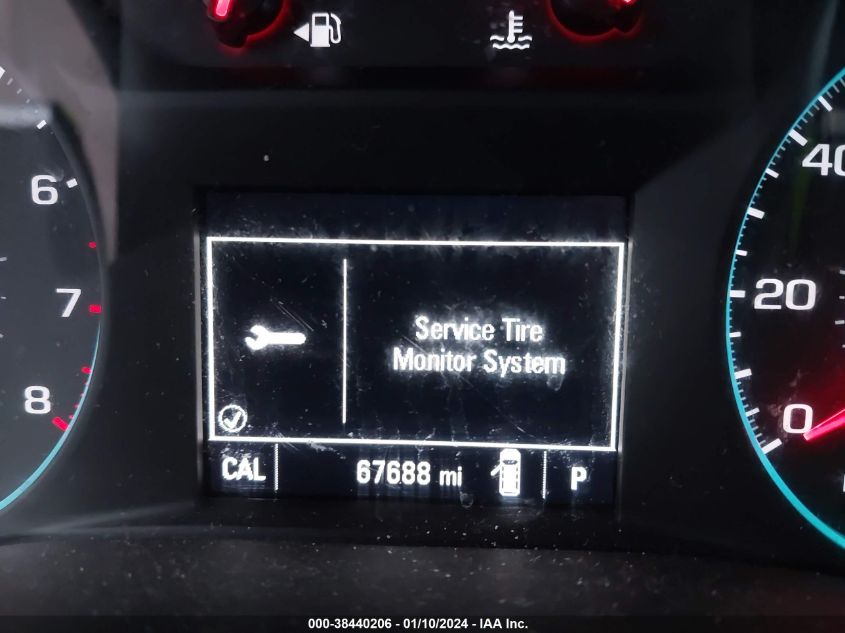 6
7
8
40
20
0
Service Tire
Monitor System
CAL 67688 mi P
000-38440206 - 01/10/2024 - IAA Inc.